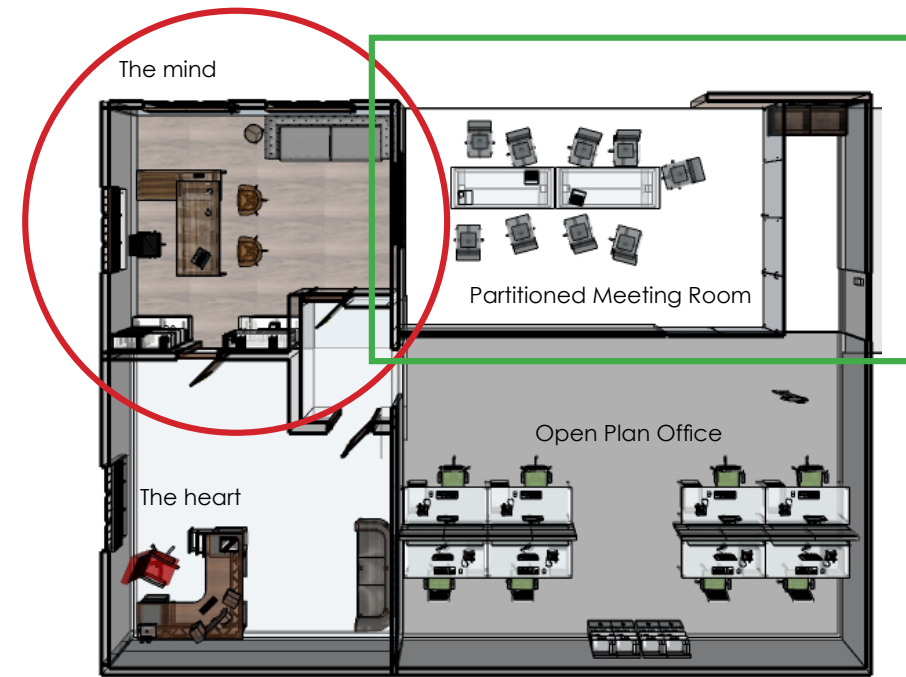 The mind
Partitioned Meeting Room
Open Plan Office
The heart